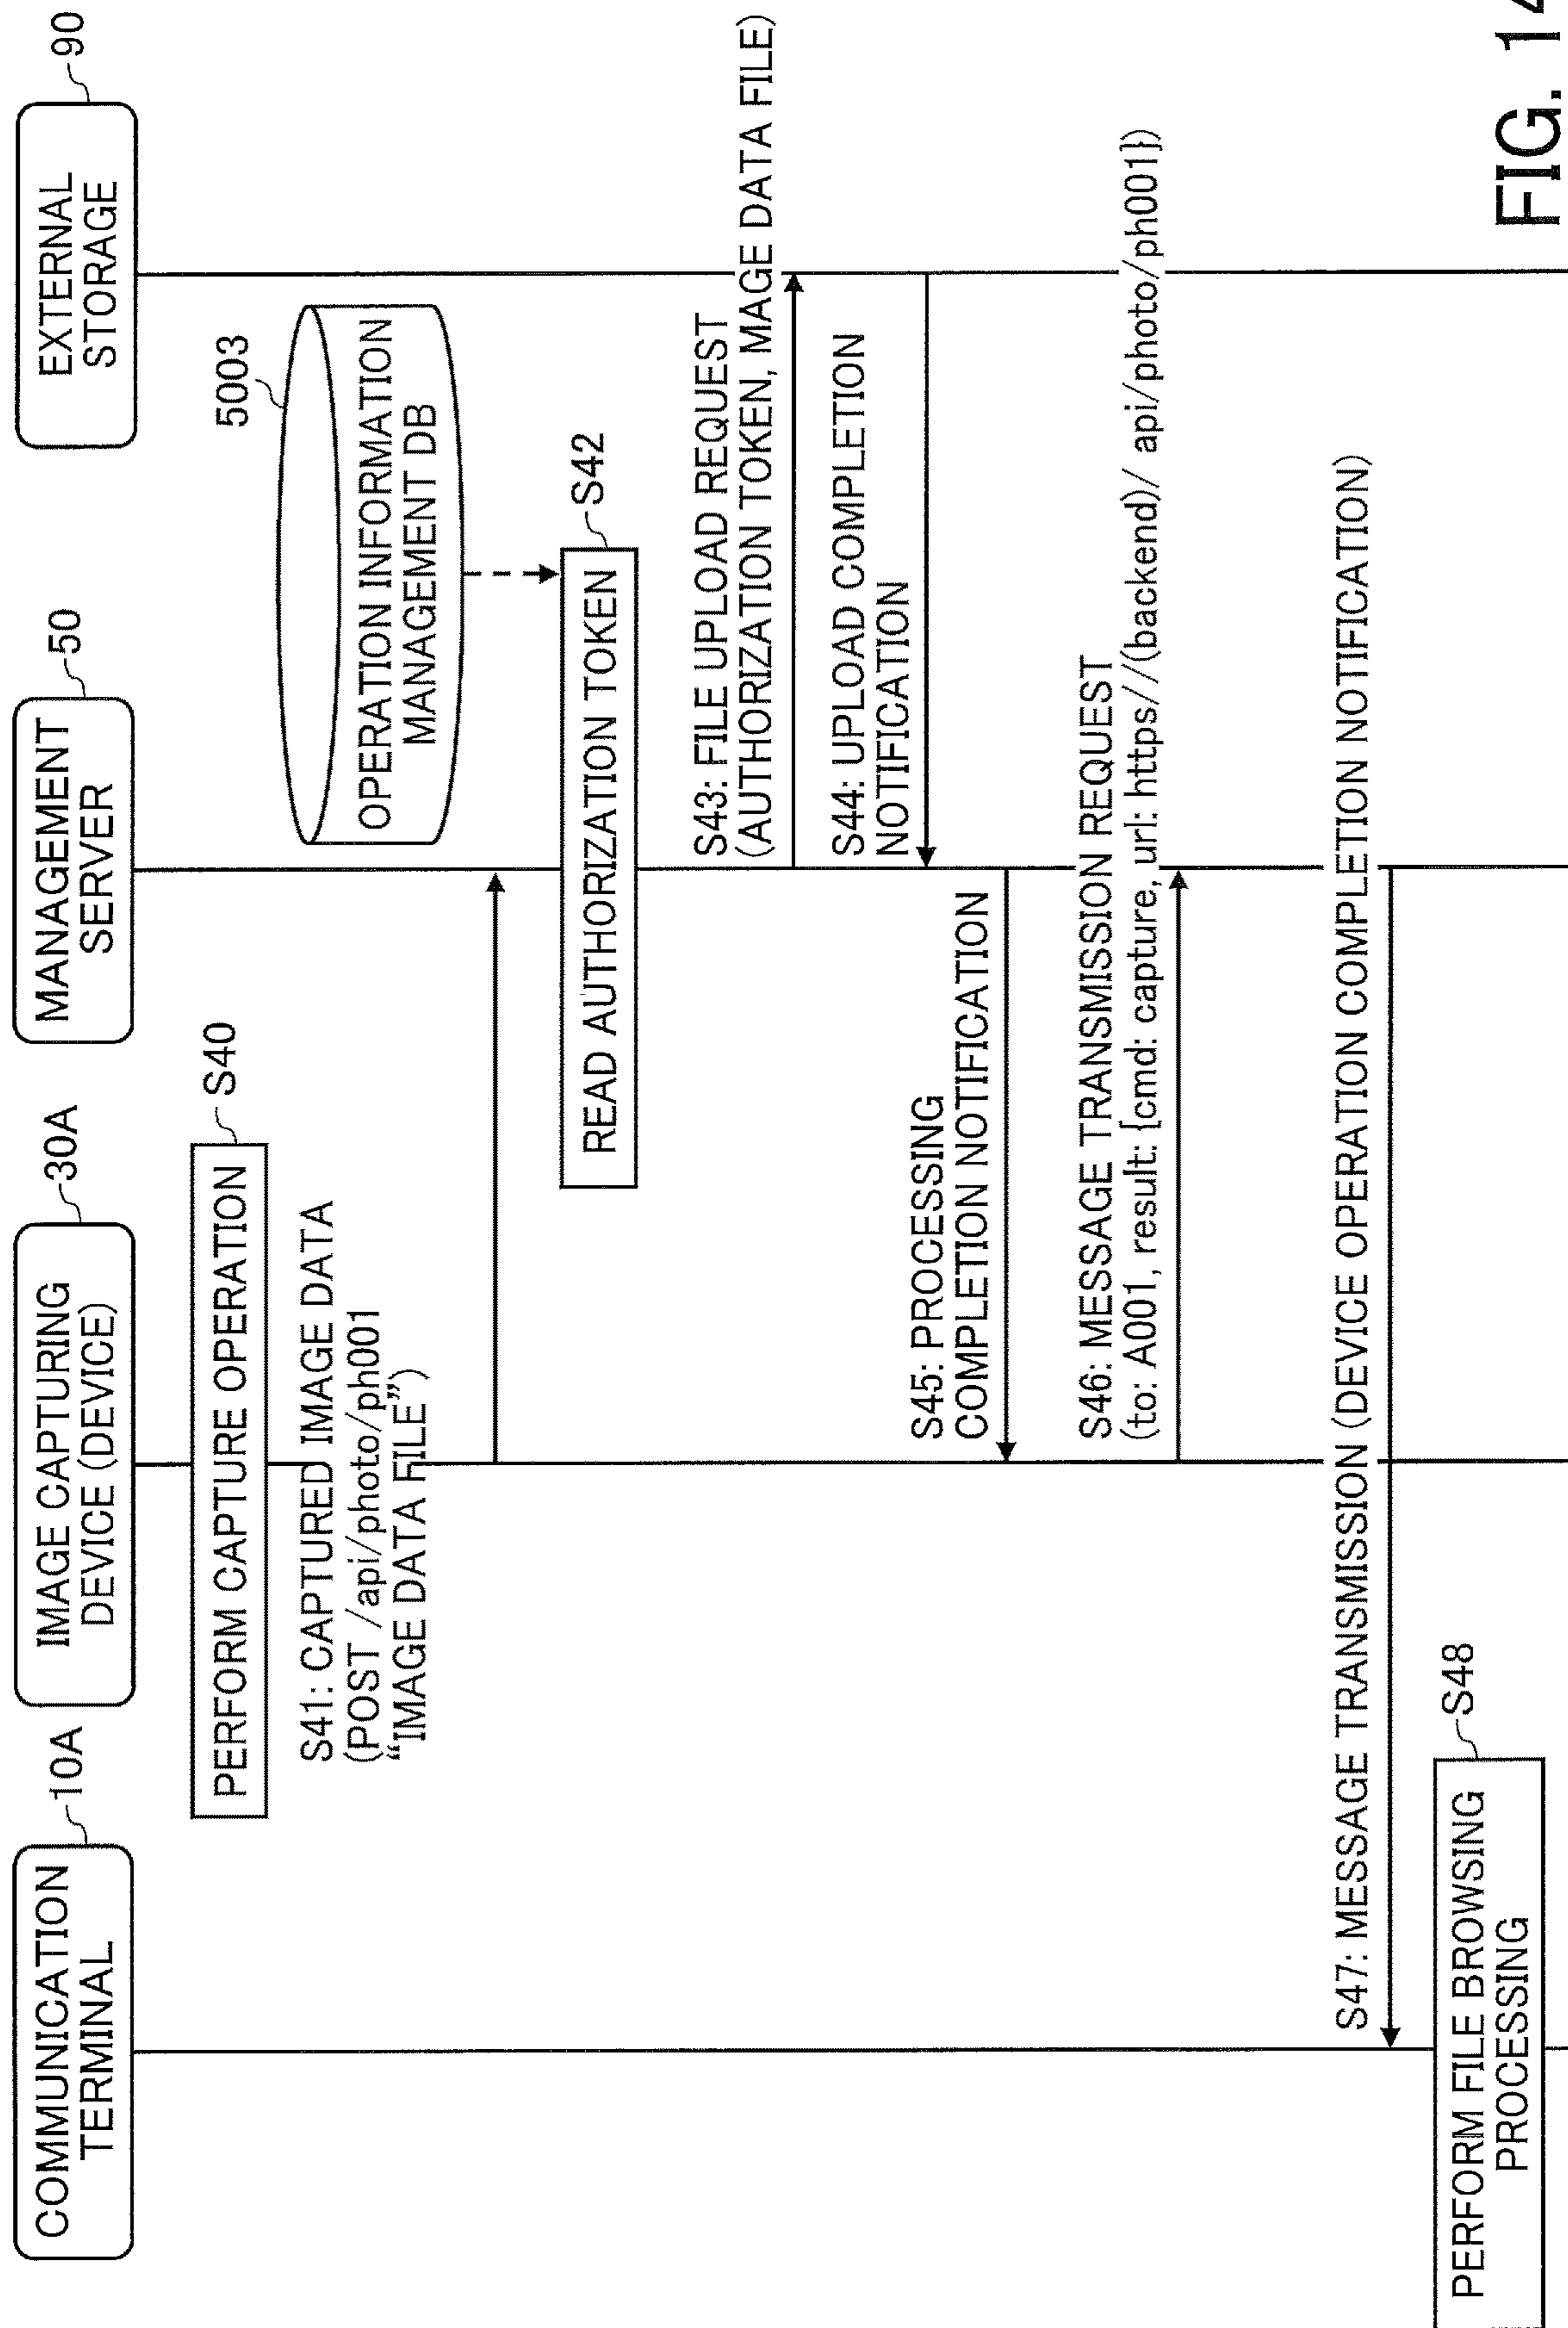 COMMUNICATION
TERMINAL
10A
IMAGE CAPTURING
DEVICE (DEVICE)
30A
MANAGEMENT
SERVER
50
EXTERNAL
STORAGE
90
PERFORM CAPTURE OPERATION
S40
S41: CAPTURED IMAGE DATA
(POST /api/photo/ph001
“IMAGE DATA FILE”)
5003
OPERATION INFORMATION
MANAGEMENT DB
READ AUTHORIZATION TOKEN
S42
S43: FILE UPLOAD REQUEST
(AUTHORIZATION TOKEN, MAGE DATA FILE)
S44: UPLOAD COMPLETION
NOTIFICATION
S45: PROCESSING
COMPLETION NOTIFICATION
S46: MESSAGE TRANSMISSION REQUEST
(to: A001, result: {cmd: capture, url: https//(backend)/ api/photo/ph001})
S47: MESSAGE TRANSMISSION (DEVICE OPERATION COMPLETION NOTIFICATION)
PERFORM FILE BROWSING
PROCESSING
S48
FIG. 14